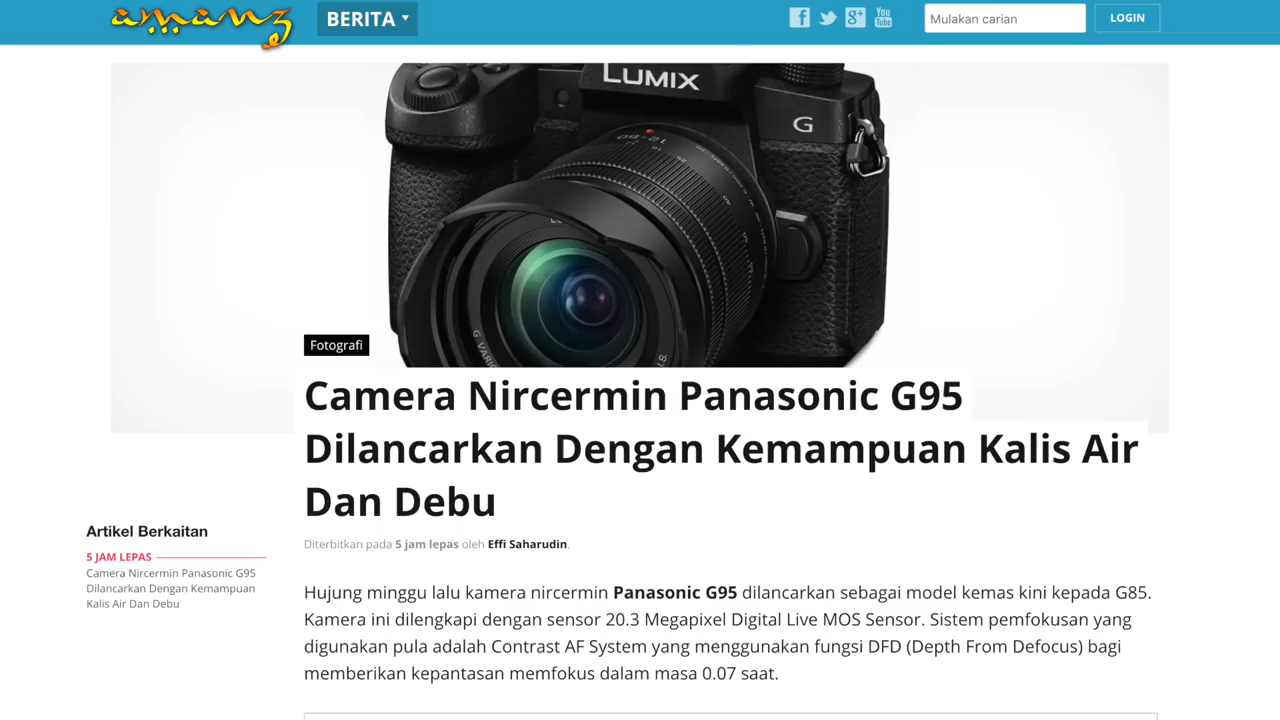 amanz
BERITA
Mulakan carian
LOGIN
LUMIX
G
12-60
Fotografi
Camera Nircermin Panasonic G95
Dilancarkan Dengan Kemampuan Kalis Air
Dan Debu
Diterbitkan pada 5 jam lepas oleh Effi Saharudin.
Artikel Berkaitan
5 JAM LEPAS
Camera Nircermin Panasonic G95
Dilancarkan Dengan Kemampuan
Kalis Air Dan Debu
Hujung minggu lalu kamera nircermin Panasonic G95 dilancarkan sebagai model kemas kini kepada G85.
Kamera ini dilengkapi dengan sensor 20.3 Megapixel Digital Live MOS Sensor. Sistem pemfokusan yang
digunakan pula adalah Contrast AF System yang menggunakan fungsi DFD (Depth From Defocus) bagi
memberikan kepantasan memfokus dalam masa 0.07 saat.